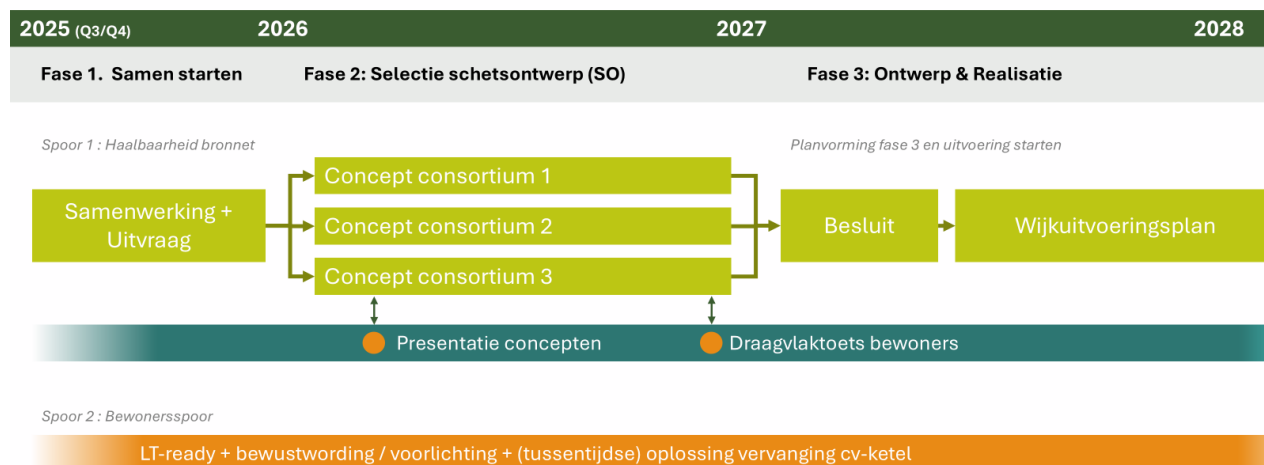 2025 (Q3/Q4) 2026 2027 2028
Fase 1. Samen starten Fase 2: Selectie schetsontwerp (SO) Fase 3: Ontwerp & Realisatie
Spoor 1 : Haalbaarheid bronnet
Planvorming fase 3 en uitvoering starten
Samenwerking +
Uitvraag
Concept consortium 1
Concept consortium 2
Concept consortium 3
Besluit
Wijkuitvoeringsplan
Presentatie concepten
Draagvlaktoets bewoners
Spoor 2 : Bewonersspoor
LT-ready + bewustwording / voorlichting + (tussentijdse) oplossing vervanging cv-ketel